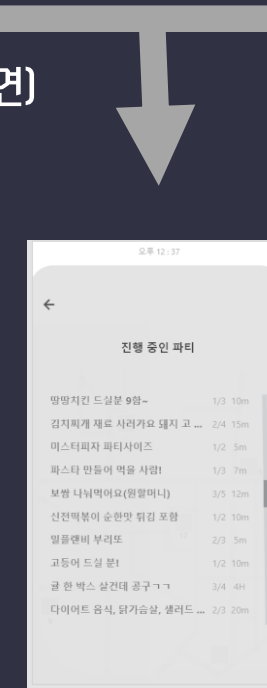 면)
오후 12 : 37
←
진행 중인 파티
땅땅치킨 드실분 9함~ 1/3 10m
김치찌개 재료 사러가요 돼지 고 ... 2/4 15m
미스터피자 파티사이즈 1/2 5m
파스타 만들어 먹을 사람! 1/3 7m
보쌈 나눠먹어요(원할머니) 3/5 12m
신전떡볶이 순한맛 튀김 포함 1/2 10m
밀플랜비 부리또 2/3 5m
고등어 드실 분! 1/2 10m
귤 한 박스 살건데 공구ㄱㄱ 3/4 4H
다이어트 음식, 닭가슴살, 샐러드 ... 2/3 20m